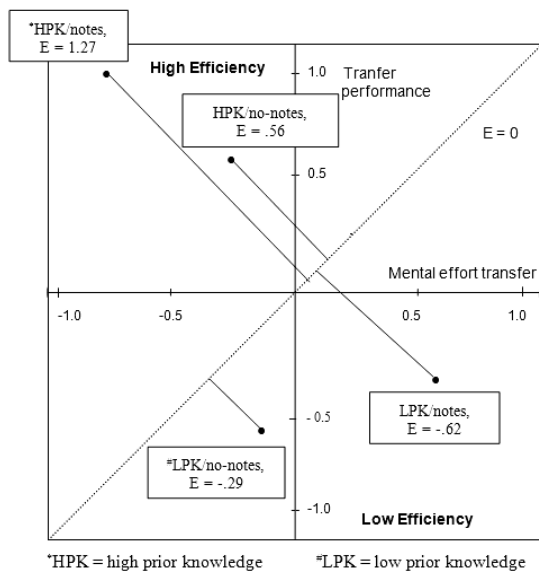 *HPK/notes,
E = 1.27
High Efficiency
Tranfer
performance
1.0
HPK/no-notes,
E = .56
E = 0
0.5
Mental effort transfer
-1.0
-0.5
0.5
1.0
LPK/notes,
E = -.62
-0.5
#LPK/no-notes,
E = -.29
-1.0
Low Efficiency
*HPK = high prior knowledge
#LPK = low prior knowledge